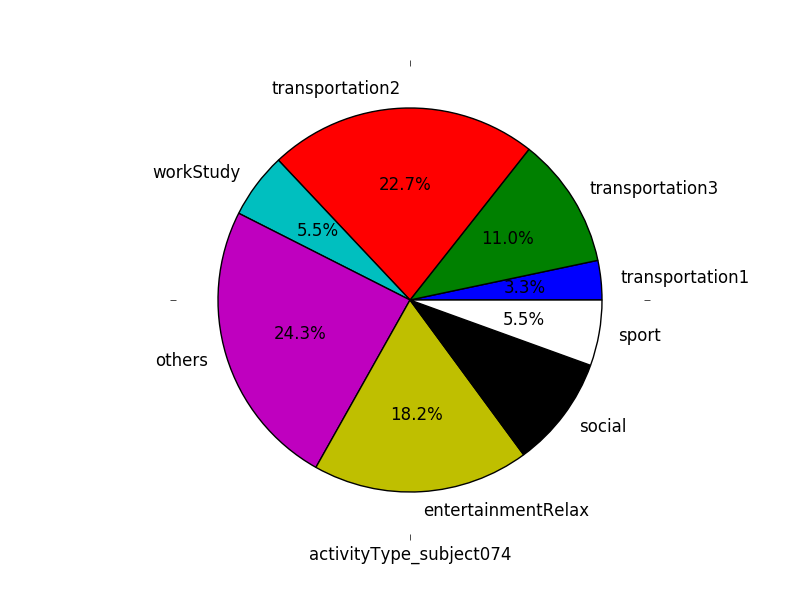 transportation2
workStudy
22.7%
transportation3
5.5%
11.0%
transportation1
3.3%
5.5%
sport
24.3%
others
18.2%
social
entertainmentRelax
activityType_subject074